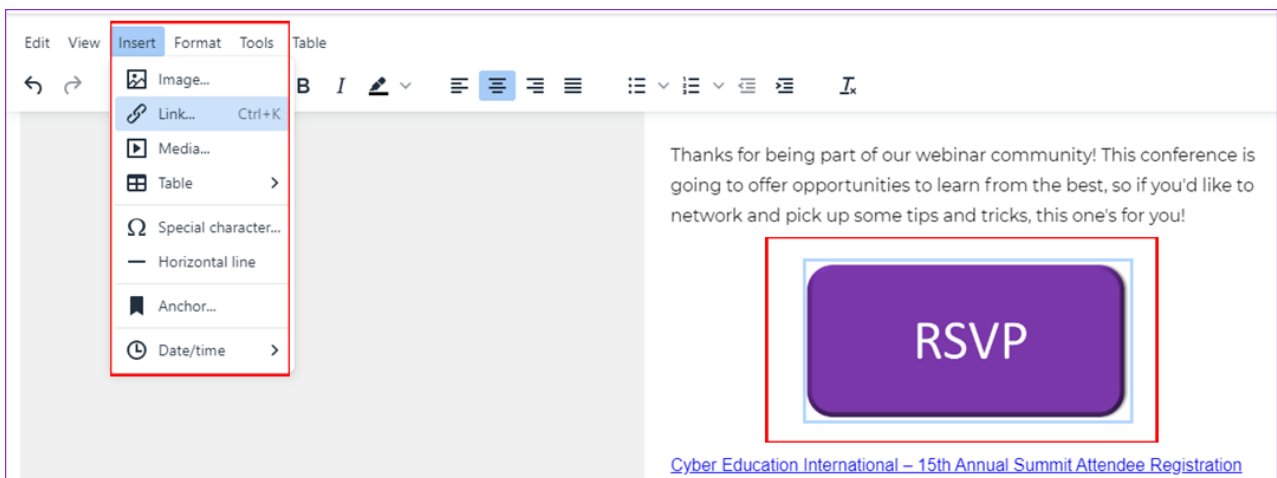 Edit View Insert Format Tools Table
Image...
B I
Link... Ctrl+K
Media...
Table
Special character...
Horizontal line
Anchor...
Date/time
Thanks for being part of our webinar community! This conference is
going to offer opportunities to learn from the best, so if you'd like to
network and pick up some tips and tricks, this one's for you!
RSVP
Cyber Education International – 15th Annual Summit Attendee Registration